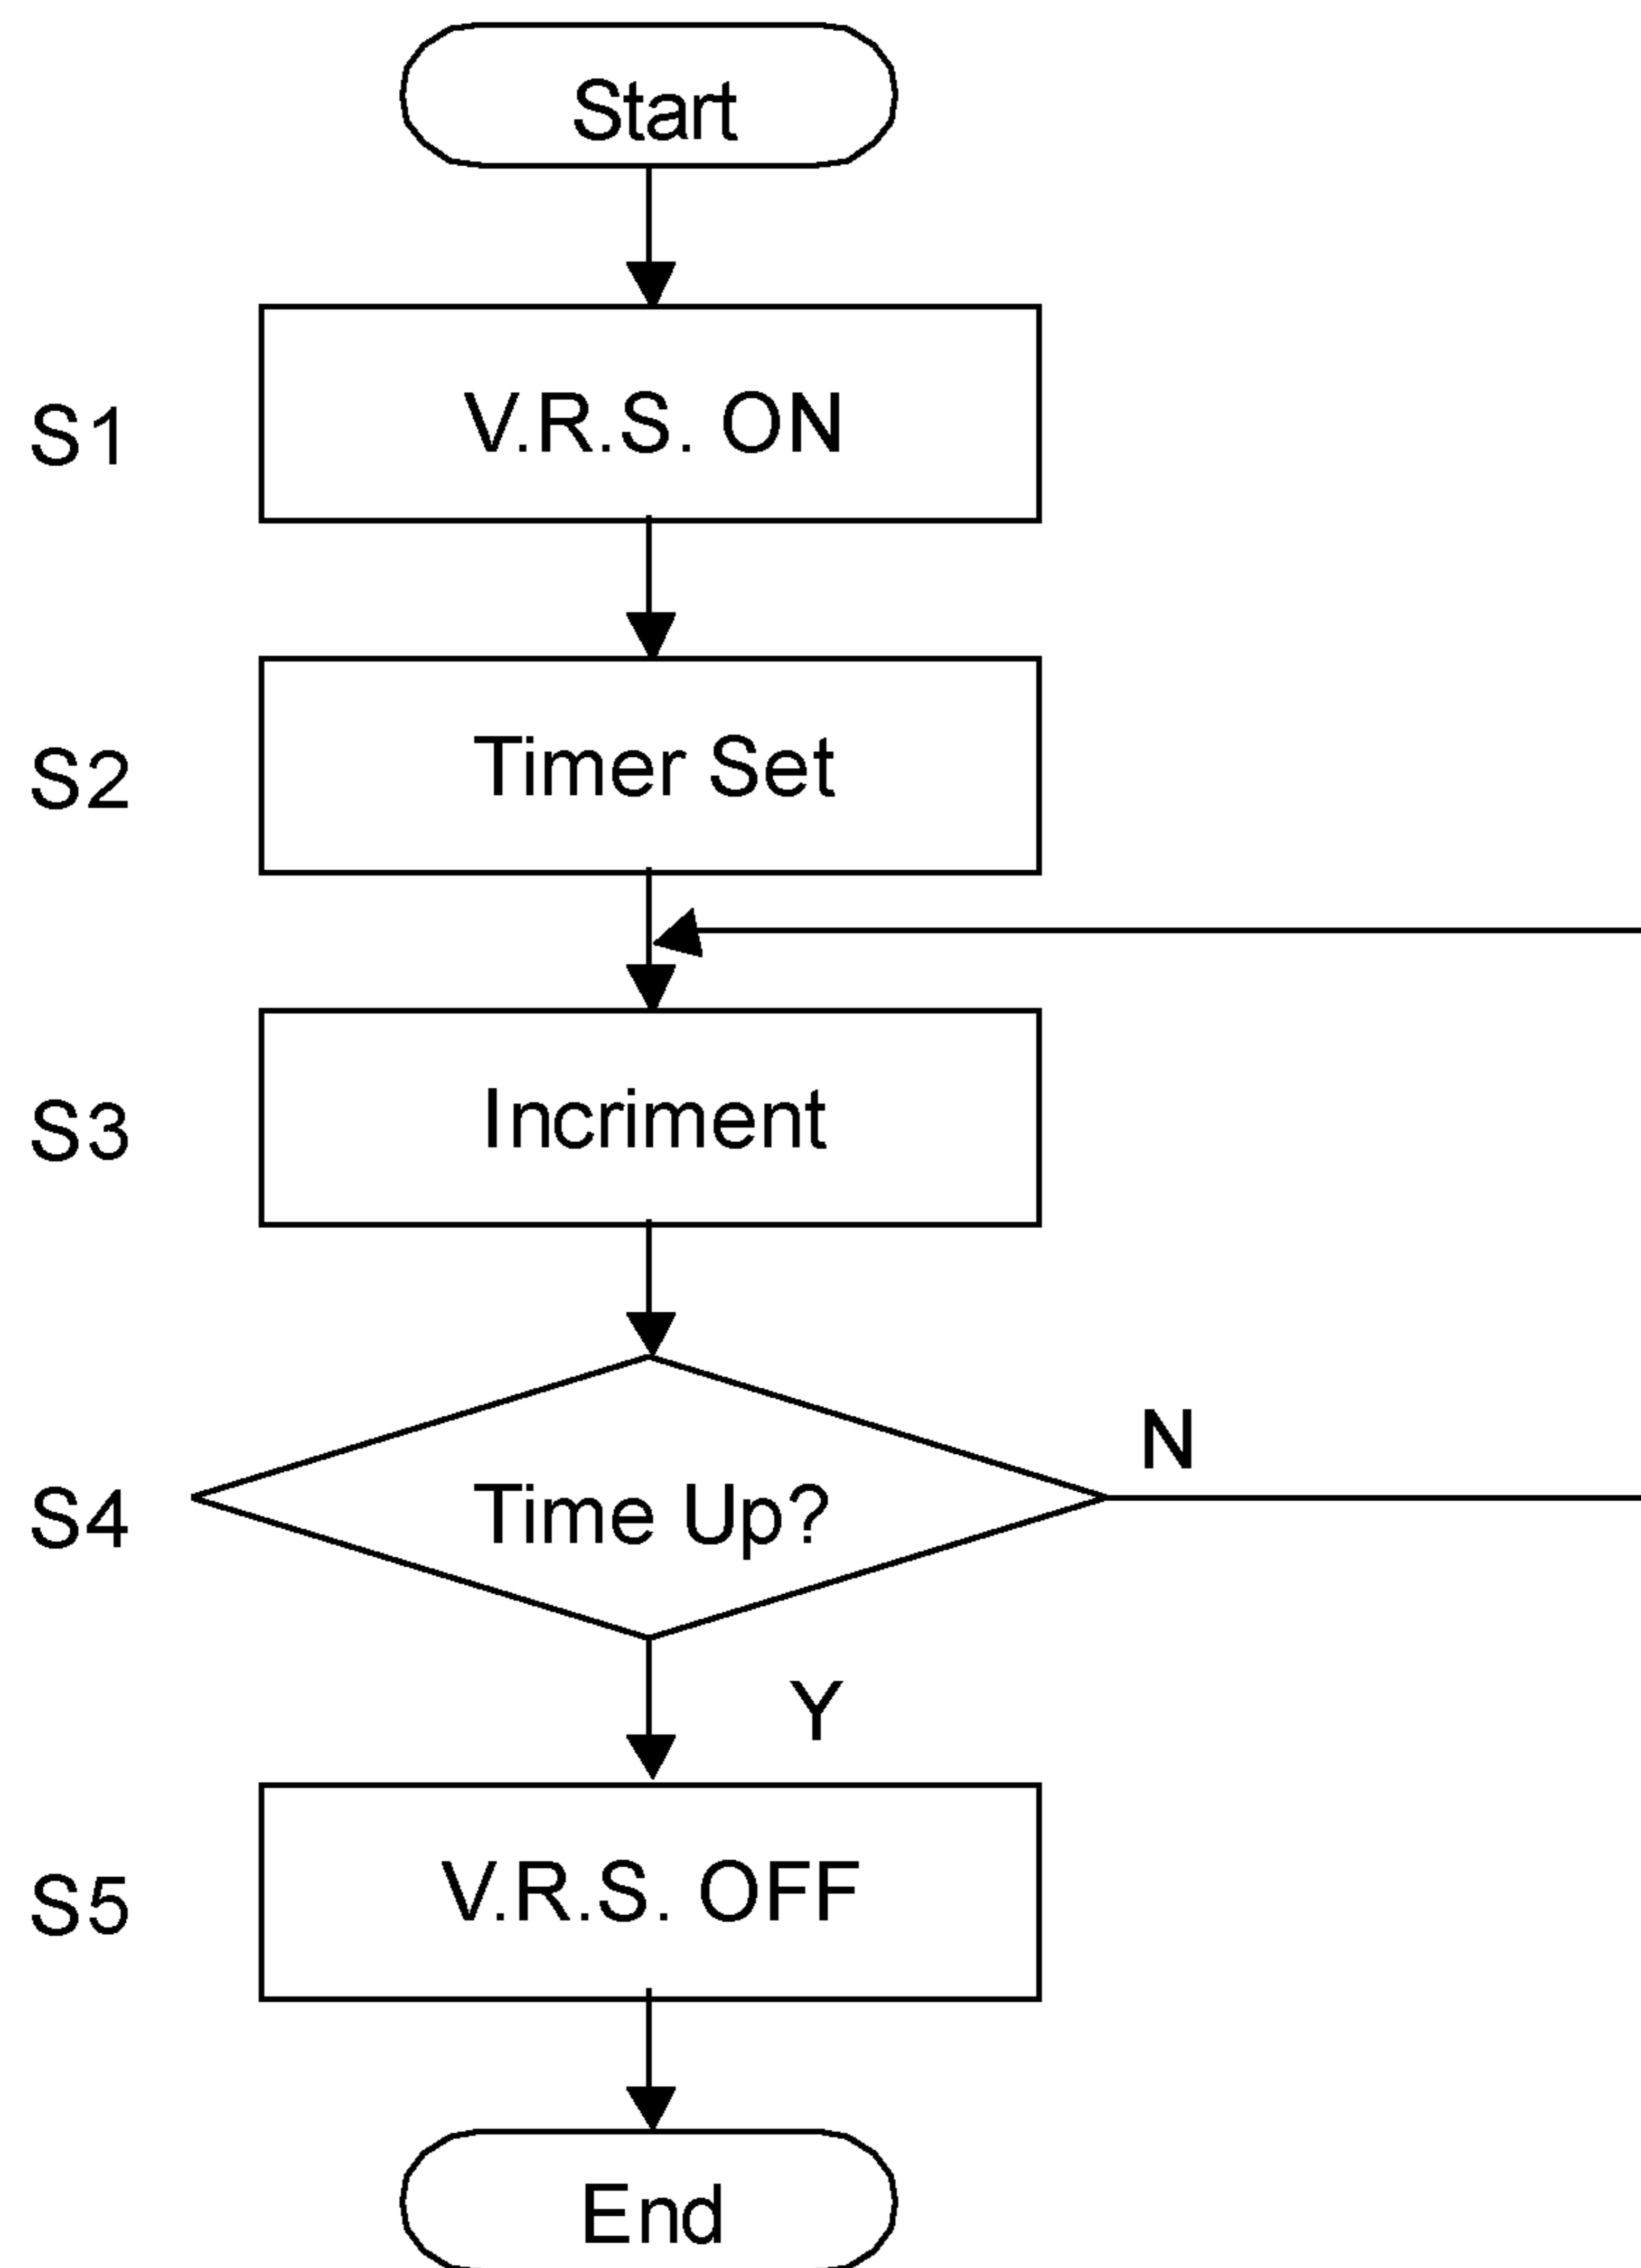 Start
S1
V.R.S. ON
S2
Timer Set
S3
Incriment
S4
Time Up?
N
Y
S5
V.R.S. OFF
End